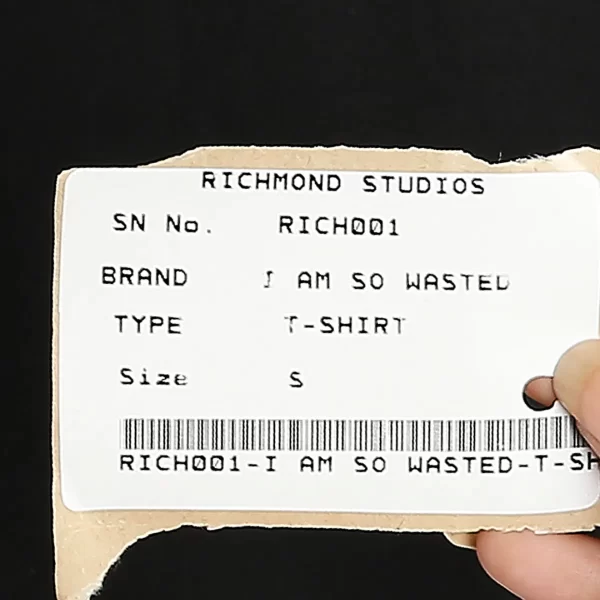 RICHMOND STUDIOS
SN No. RICH001
BRAND I AM SO WASTED
TYPE T-SHIRT
Size S
RICH001-I AM SO WASTED-T-SH